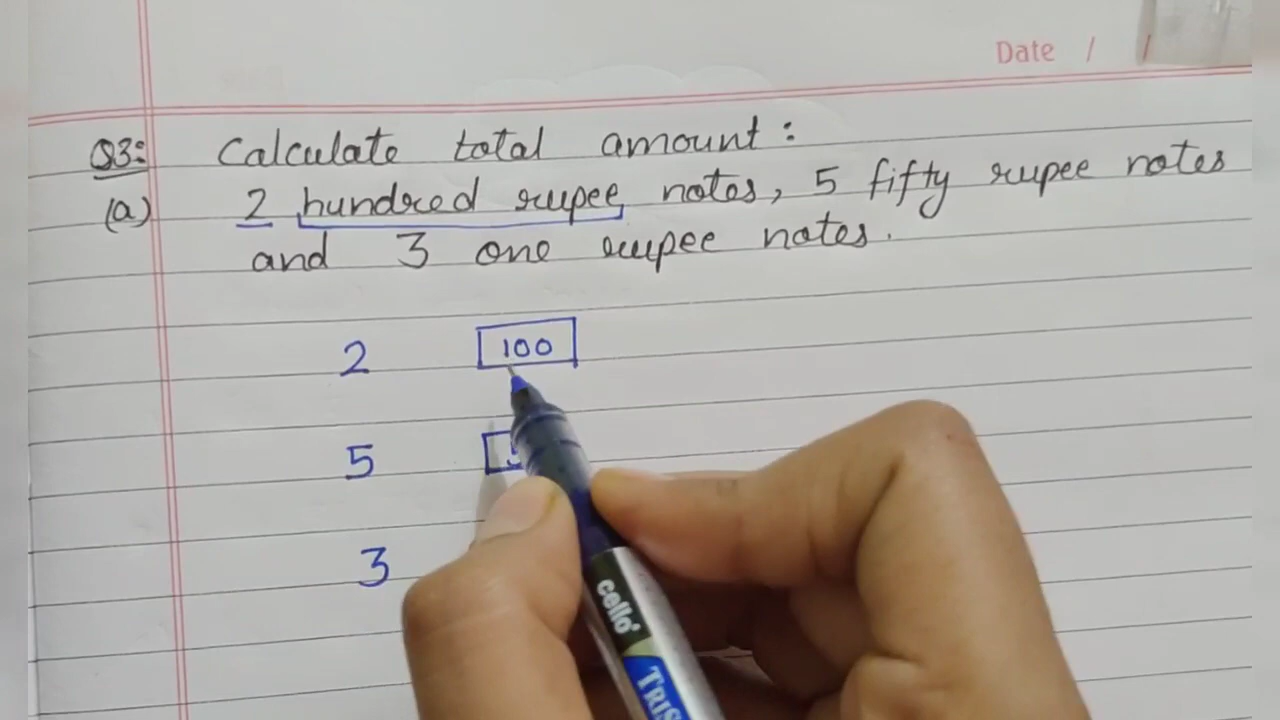 Date / /
Q3: Calculate total amount:
(a) 2 hundred rupee notes, 5 fifty rupee notes
and 3 one rupee notes.
2 100
5
3
cello